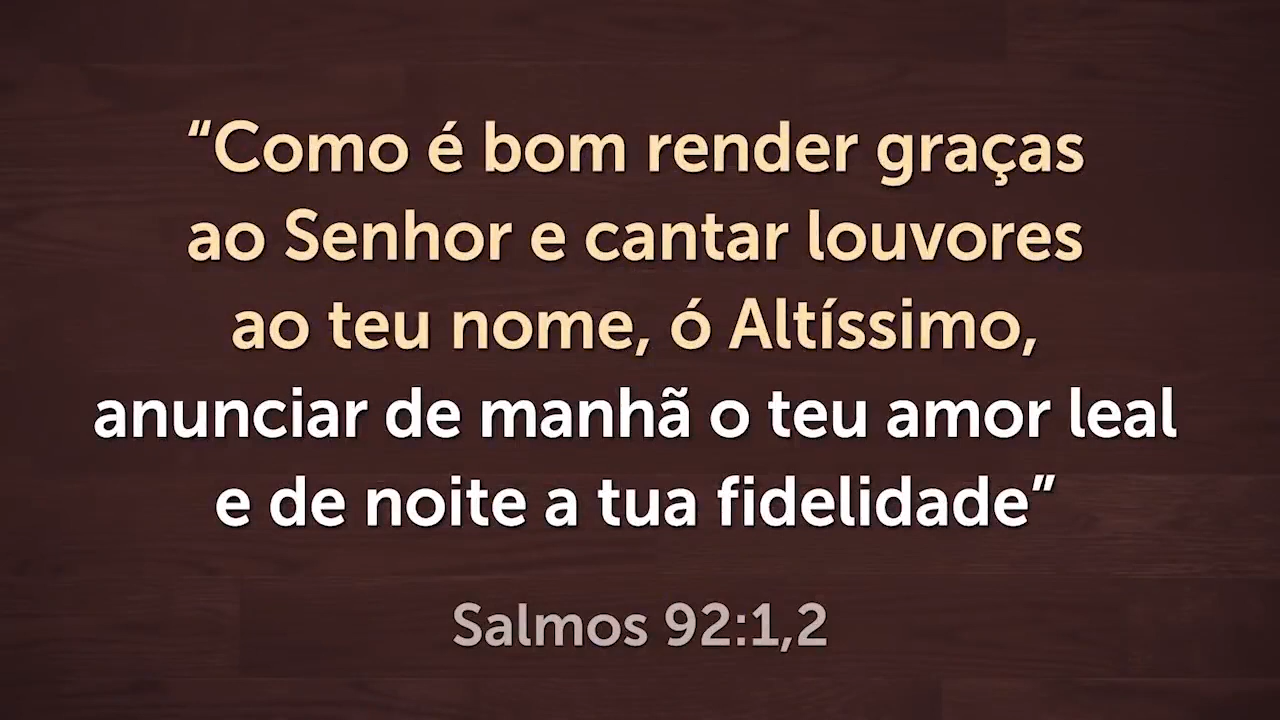 “Como é bom render graças
ao Senhor e cantar louvores
ao teu nome, ó Altíssimo,
anunciar de manhã o teu amor leal
e de noite a tua fidelidade”
Salmos 92:1,2